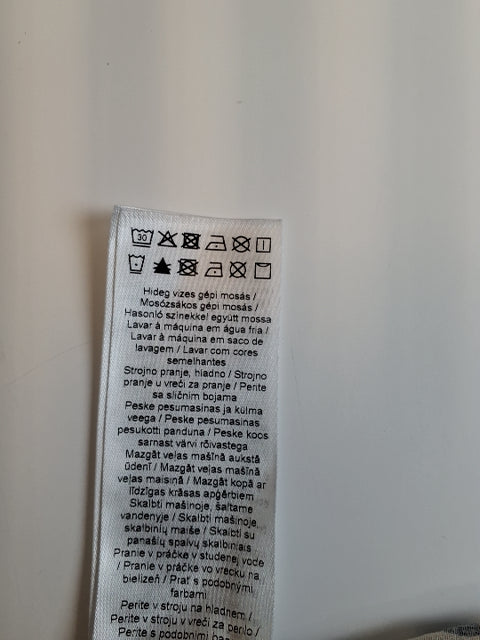 30
Hideg vizes gépi mosás /
Mosózsákos gépi mosás /
Hasonló színekkel együtt mossa
Lavar à máquina em água fria /
Lavar à máquina em saco de
lavagem / Lavar com cores
semelhantes
Strojno pranje, hladno / Strojno
pranje u vreći za pranje / Perite
sa sličnim bojama
Peske pesumasinas ja külma
veega / Peske pesumasinas
pesukotti panduna / Peske koos
sarnast värvi rõivastega
Mazgāt veļas mašīnā aukstā
ūdenī / Mazgāt veļas mašīnā
veļas maisiņā / Mazgāt kopā ar
līdzīgas krāsas apģērbiem
Skalbti mašinoje, šaltame
vandenyje / Skalbti mašinoje,
skalbinių maiše / Skalbti su
panašių spalvų skalbiniais
Pranie v práčke v studenej vode
/ Pranie v práčke vo vrecku na
bielizeň / Prať s podobnými
farbami
Perite v stroju na hladnem /
Perite v stroju v vreči za perilo /
Perite s podobnimi